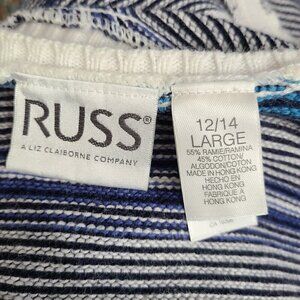 RUSS®
A LIZ CLAIBORNE COMPANY
12/14
LARGE
55% RAMIE/RAMINA
45% COTTON/
ALGODON/COTON
MADE IN HONG KONG
HECHO EN
HONG KONG
FABRIQUE A
HONG KONG